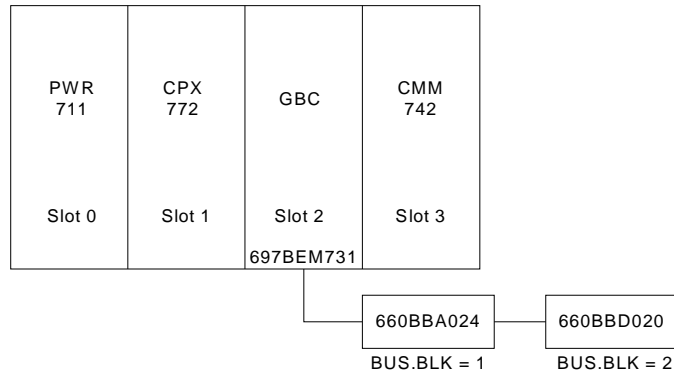 PWR
711
CPX
772
GBC
CMM
742
Slot 0
Slot 1
Slot 2
Slot 3
697BEM731
660BBA024
660BBD020
BUS.BLK = 1
BUS.BLK = 2